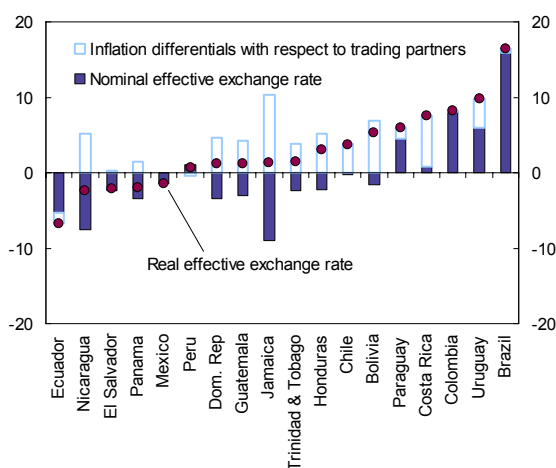 20
20
Inflation differentials with respect to trading partners
Nominal effective exchange rate
10
10
0
0
-10
-10
Real effective exchange rate
-20
-20
Ecuador
Nicaragua
El Salvador
Panama
Mexico
Peru
Dom. Rep
Guatemala
Jamaica
Trinidad & Tobago
Honduras
Chile
Bolivia
Paraguay
Costa Rica
Colombia
Uruguay
Brazil